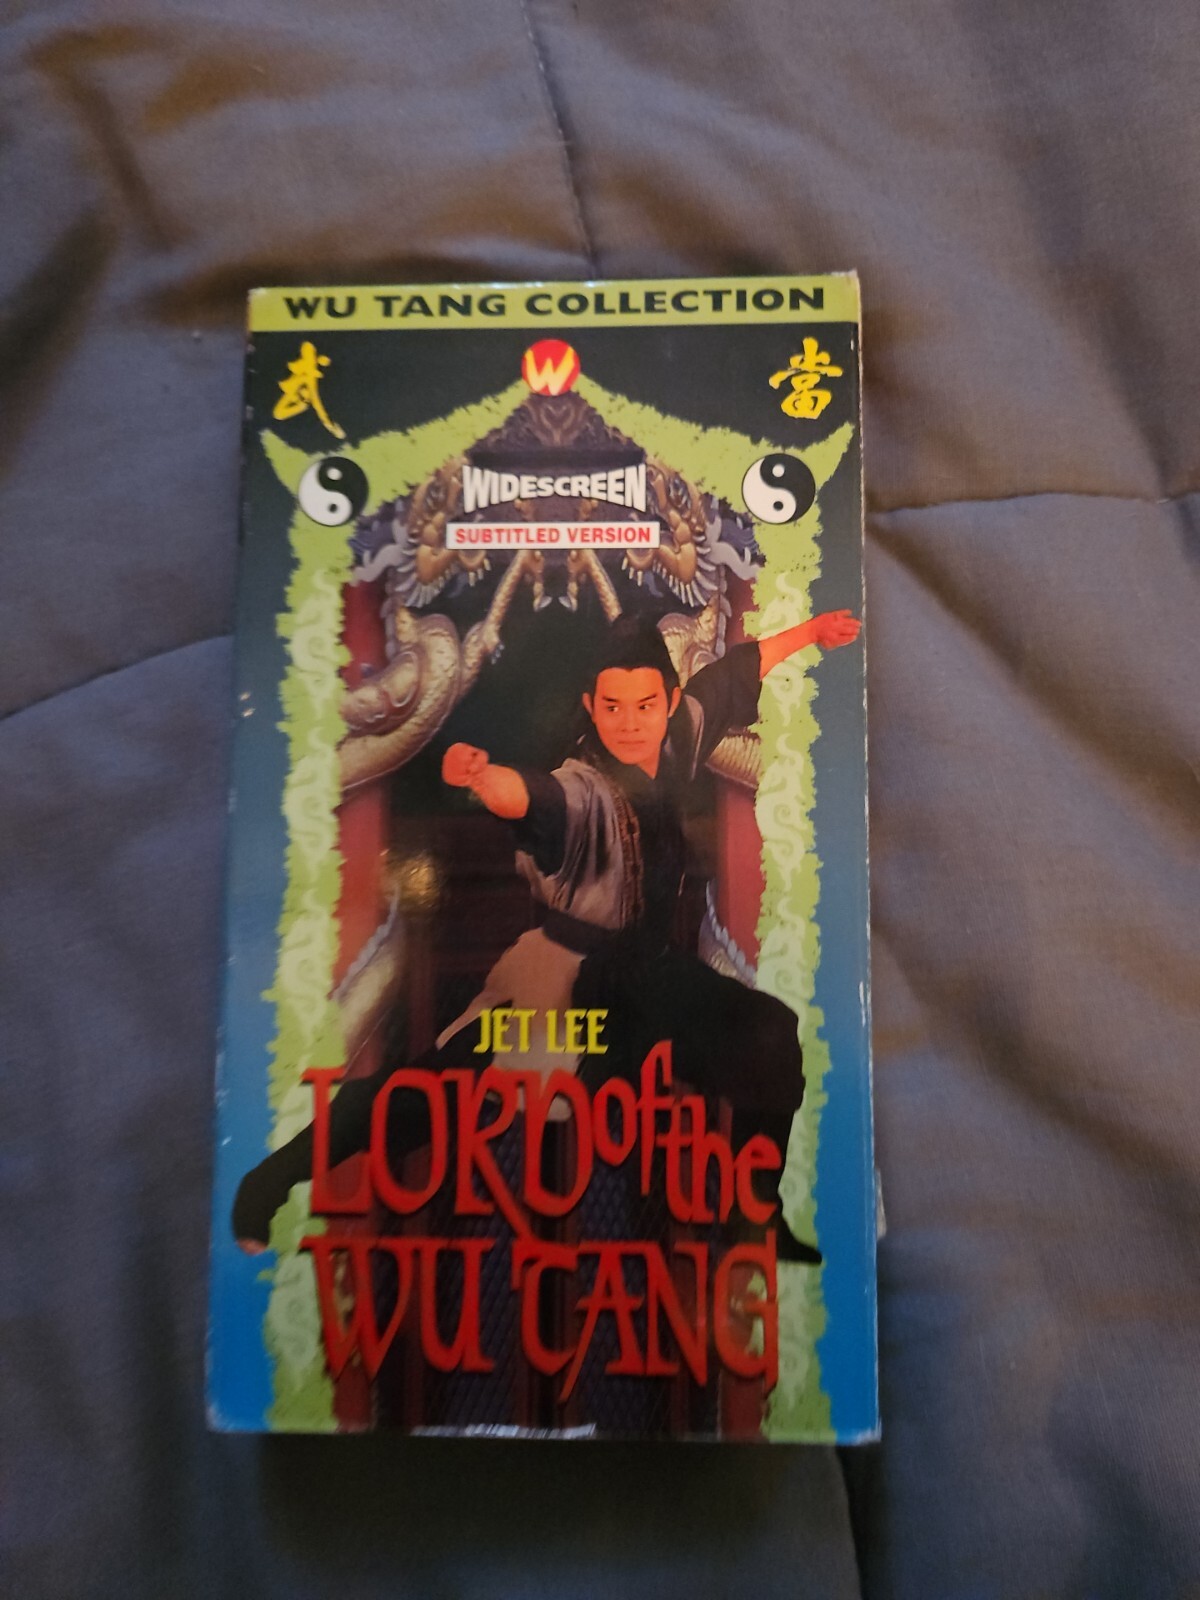 WU TANG COLLECTION
武 當
W
WIDESCREEN
SUBTITLED VERSION
JET LEE
LORD of the
WU TANG